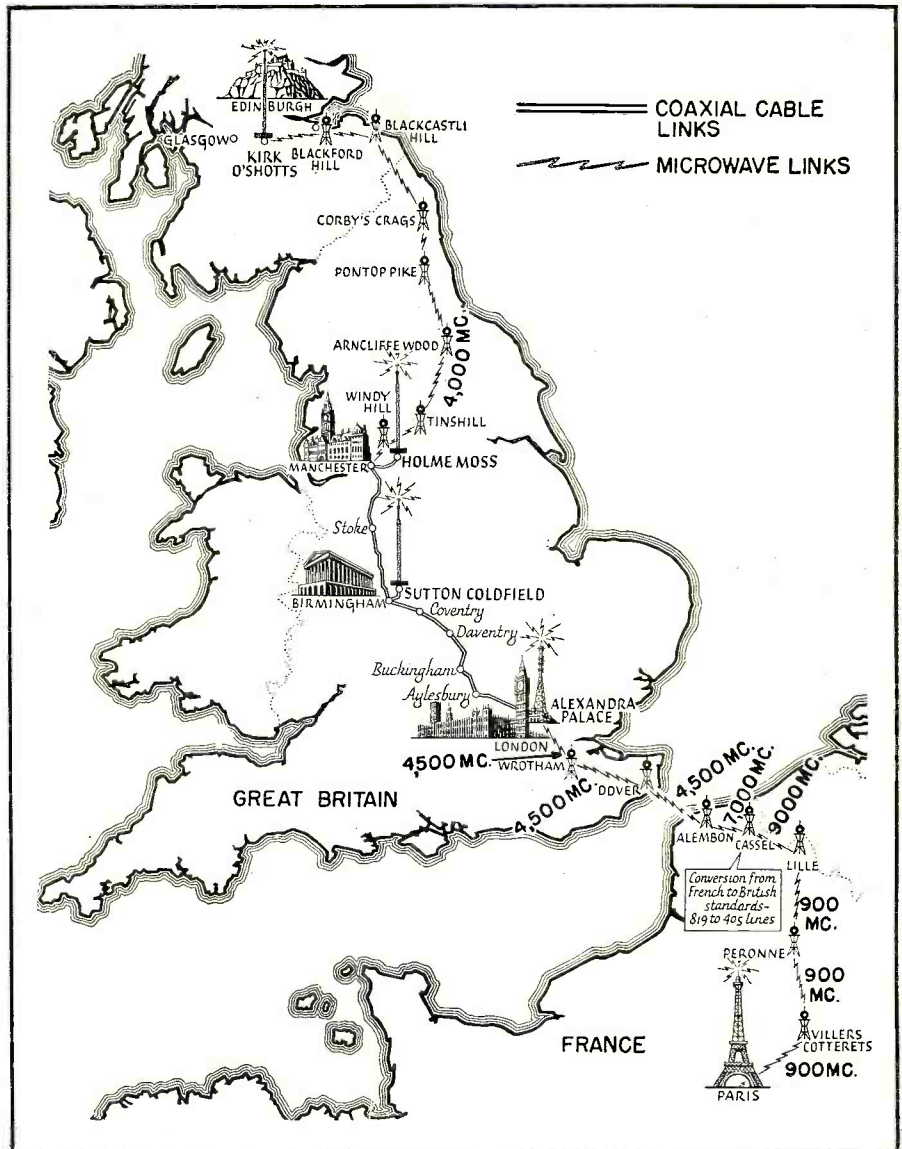 EDINBURGH
GLASGOW
KIRK
O'SHOTTS
BLACKFORD
HILL
BLACKCASTLE
HILL
COAXIAL CABLE
LINKS
MICROWAVE LINKS
CORBY'S CRAGS
PONTOP PIKE
ARNCLIFFE WOOD
4,000 MC.
WINDY
HILL
TINSHILL
MANCHESTER
HOLME MOSS
Stoke
BIRMINGHAM
SUTTON COLDFIELD
Coventry
Daventry
Buckingham
Aylesbury
ALEXANDRA
PALACE
LONDON
4,500 MC.
WROTHAM
4,500 MC.
DOVER
4,500 MC.
7,000 MC.
9000 MC.
GREAT BRITAIN
ALEMBON
CASSEL
LILLE
Conversion from
French to British
standards-
819 to 405 lines
900
MC.
PERONNE
900
MC.
VILLERS
COTTERETS
FRANCE
900 MC.
PARIS